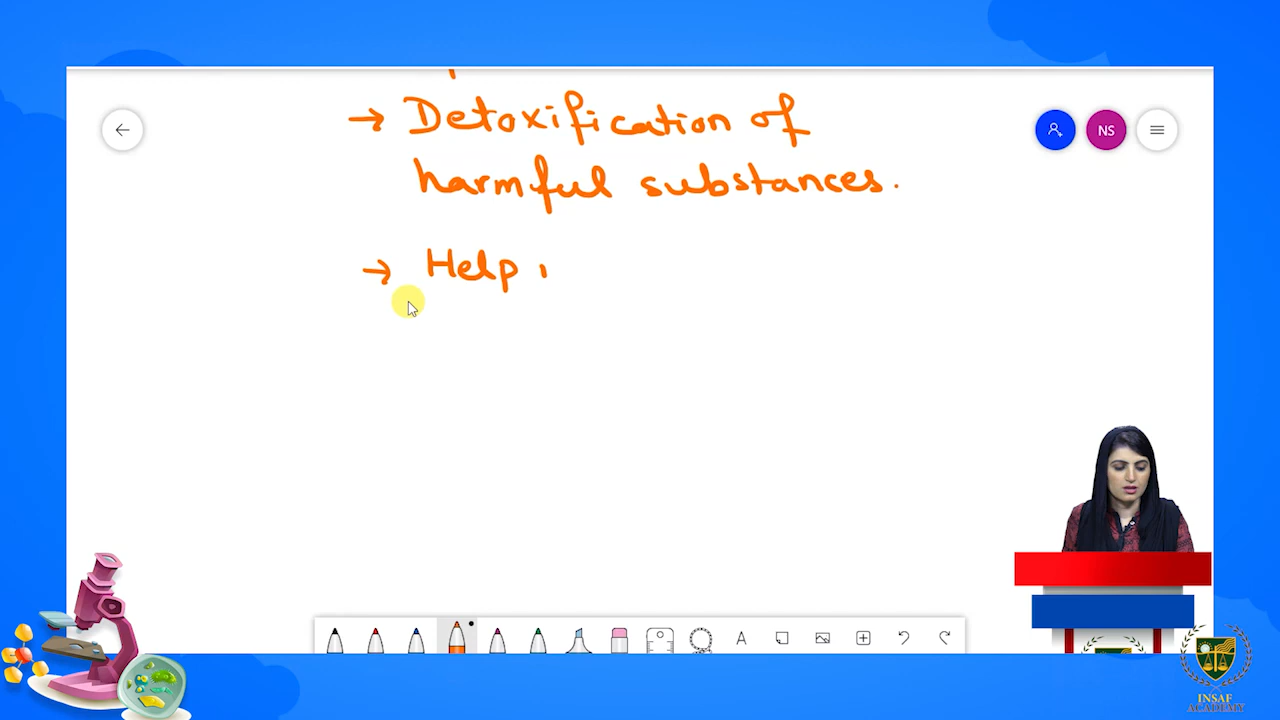 → Detoxification of
harmful substances.
→ Help
NS
A
INSAF
ACADEMY